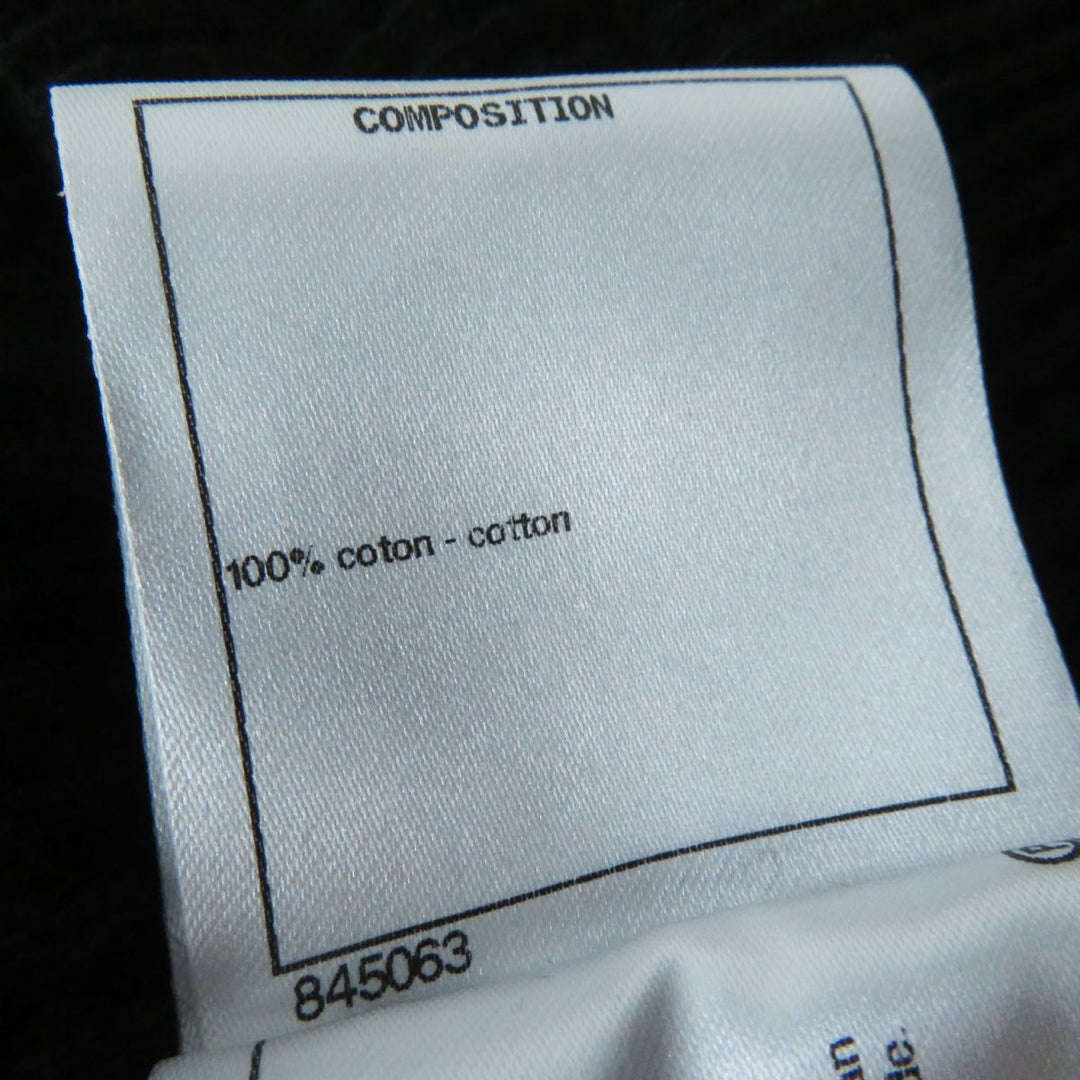 COMPOSITION
100% coton - cotton
845063